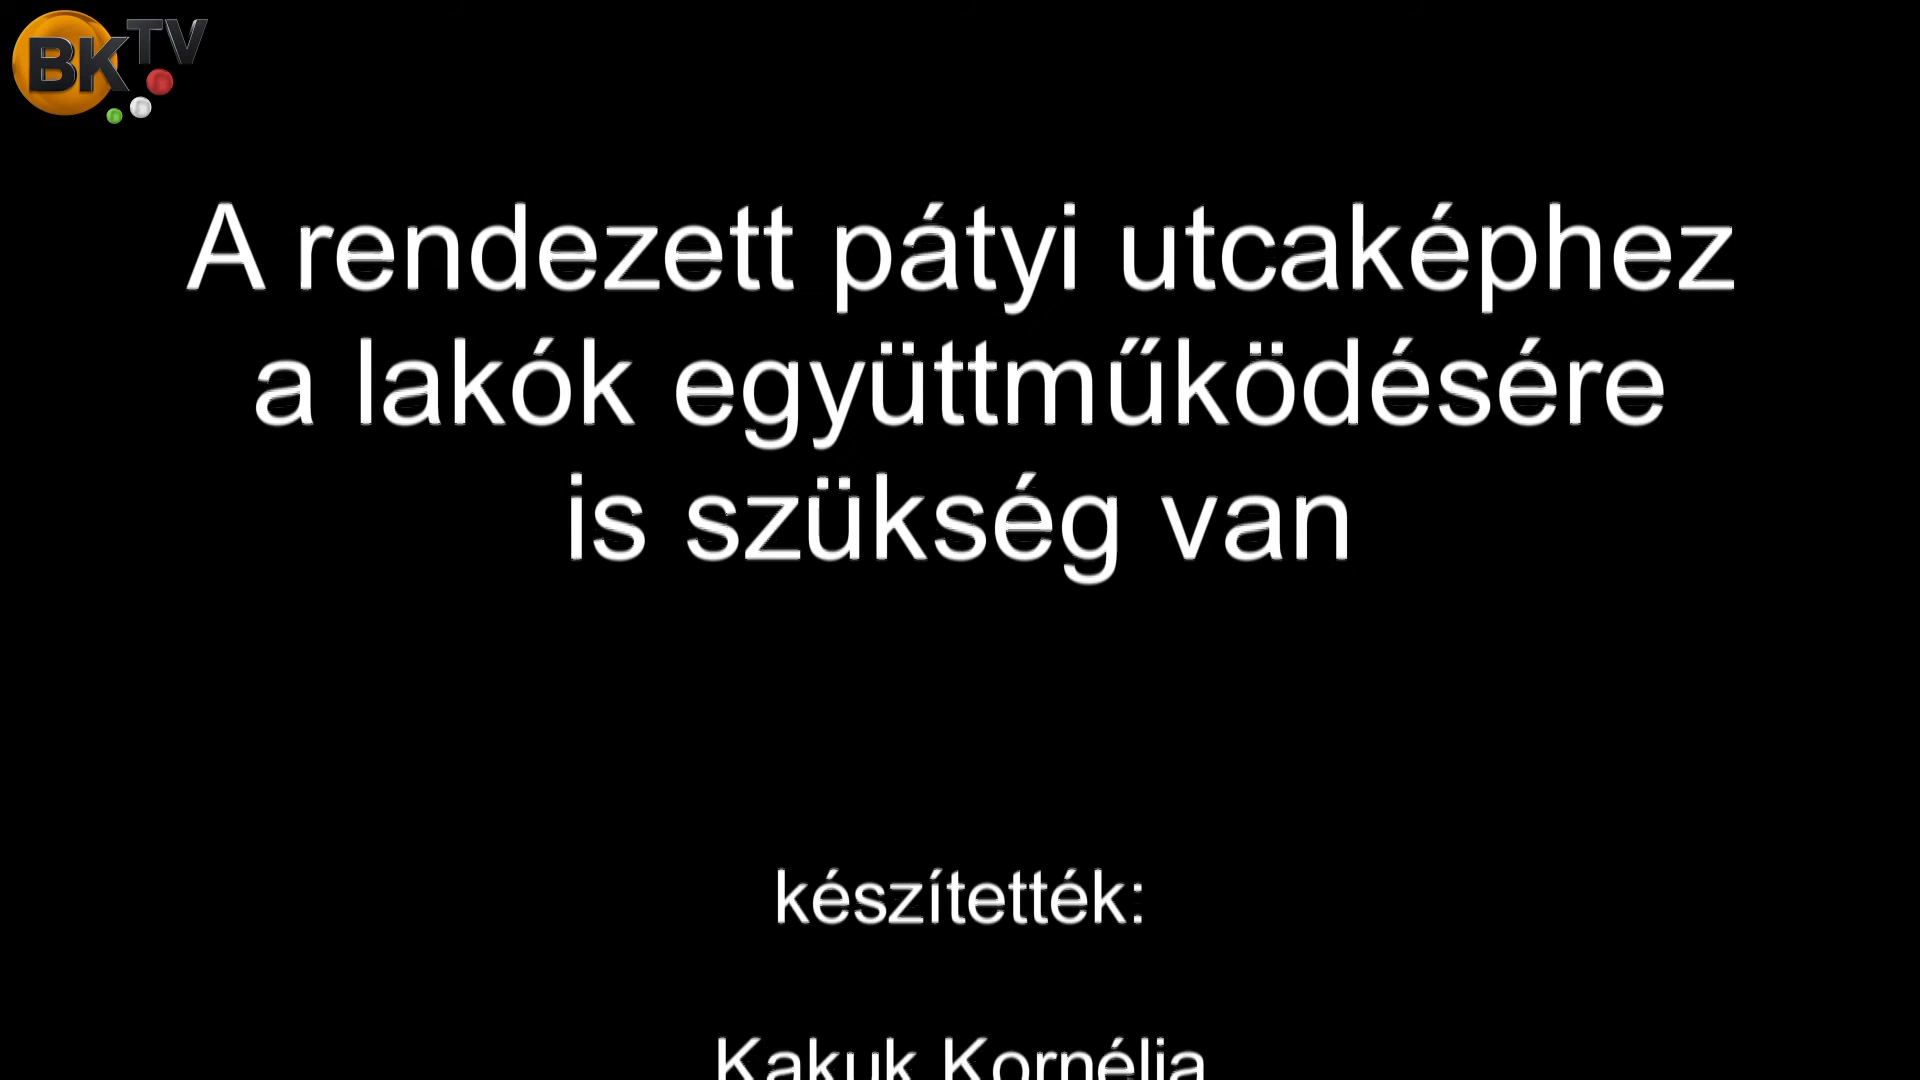 BKTV
A rendezett pátyi utcaképhez
a lakók együttműködésére
is szükség van
készítették:
Kakuk Kornélia